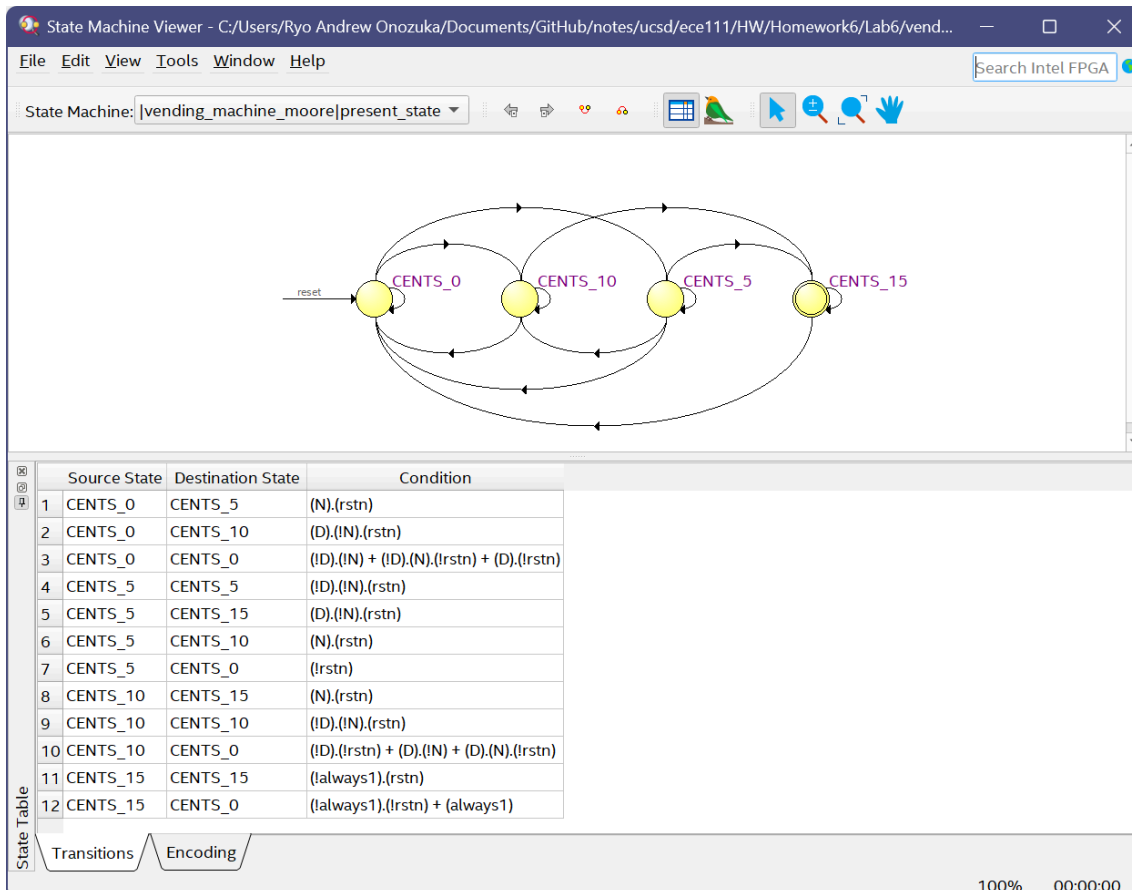 State Machine Viewer - C:/Users/Ryo Andrew Onozuka/Documents/GitHub/notes/ucsd/ece111/HW/Homework6/Lab6/vend...
File Edit View Tools Window Help
Search Intel FPGA
State Machine: |vending_machine_moore|present_state
reset
CENTS_0 CENTS_10 CENTS_5 CENTS_15
Source State Destination State Condition
1 CENTS_0 CENTS_5 (N).(rstn)
2 CENTS_0 CENTS_10 (D).(!N).(rstn)
3 CENTS_0 CENTS_0 (!D).(!N) + (!D).(N).(!rstn) + (D).(!rstn)
4 CENTS_5 CENTS_5 (!D).(!N).(rstn)
5 CENTS_5 CENTS_15 (D).(!N).(rstn)
6 CENTS_5 CENTS_10 (N).(rstn)
7 CENTS_5 CENTS_0 (!rstn)
8 CENTS_10 CENTS_15 (N).(rstn)
9 CENTS_10 CENTS_10 (!D).(!N).(rstn)
10 CENTS_10 CENTS_0 (!D).(!rstn) + (D).(!N) + (D).(N).(!rstn)
11 CENTS_15 CENTS_15 (!always1).(rstn)
12 CENTS_15 CENTS_0 (!always1).(!rstn) + (always1)
State Table
Transitions Encoding
100% 00:00:00